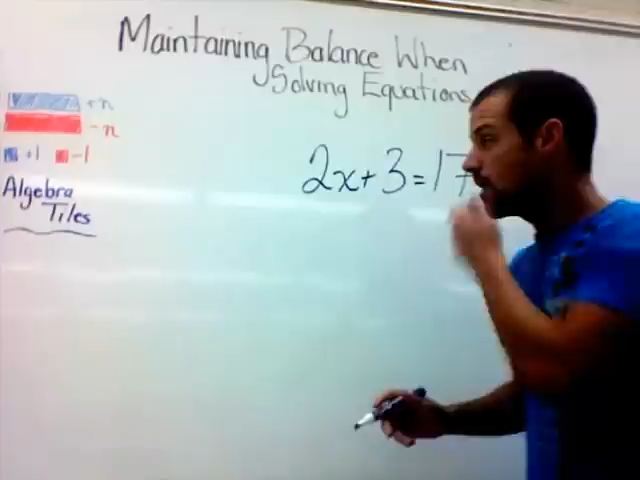 Maintaining Balance When
Solving Equations
+n
-n
+1 -1
Algebra
Tiles
2x+3=17